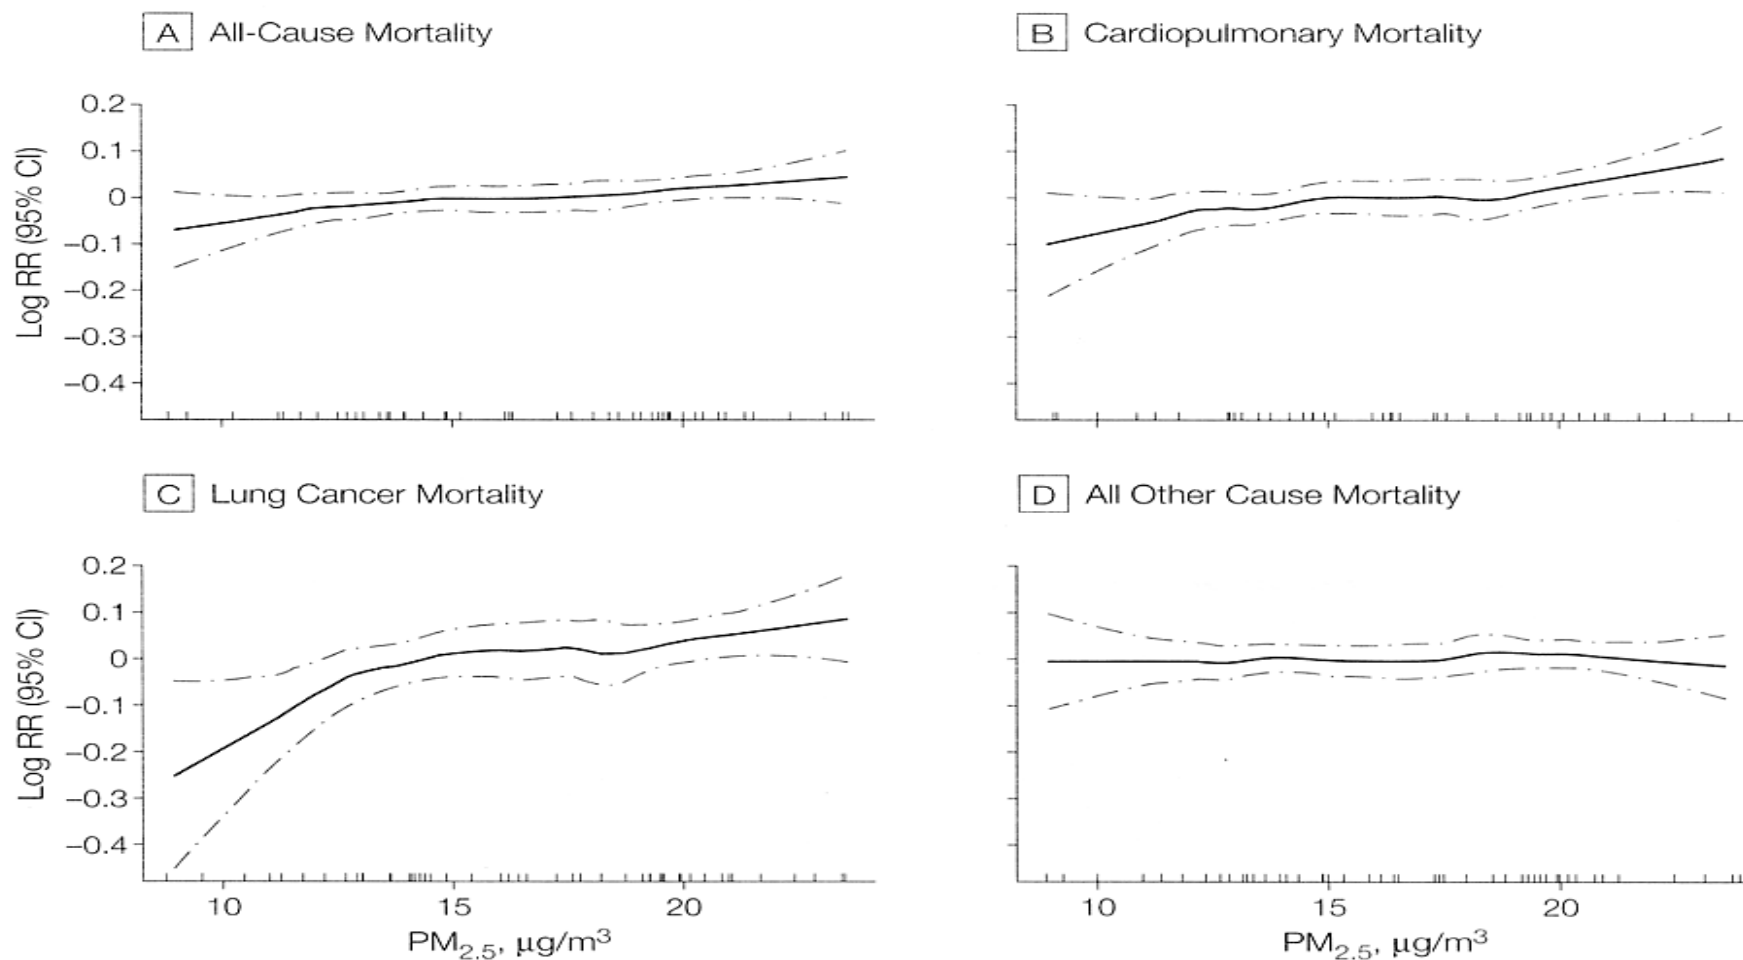 A All-Cause Mortality
B Cardiopulmonary Mortality
Log RR (95% CI)
0.2
0.1
0
−0.1
−0.2
−0.3
−0.4
C Lung Cancer Mortality
D All Other Cause Mortality
Log RR (95% CI)
0.2
0.1
0
−0.1
−0.2
−0.3
−0.4
10 15 20
10 15 20
PM2.5, μg/m3
PM2.5, μg/m3